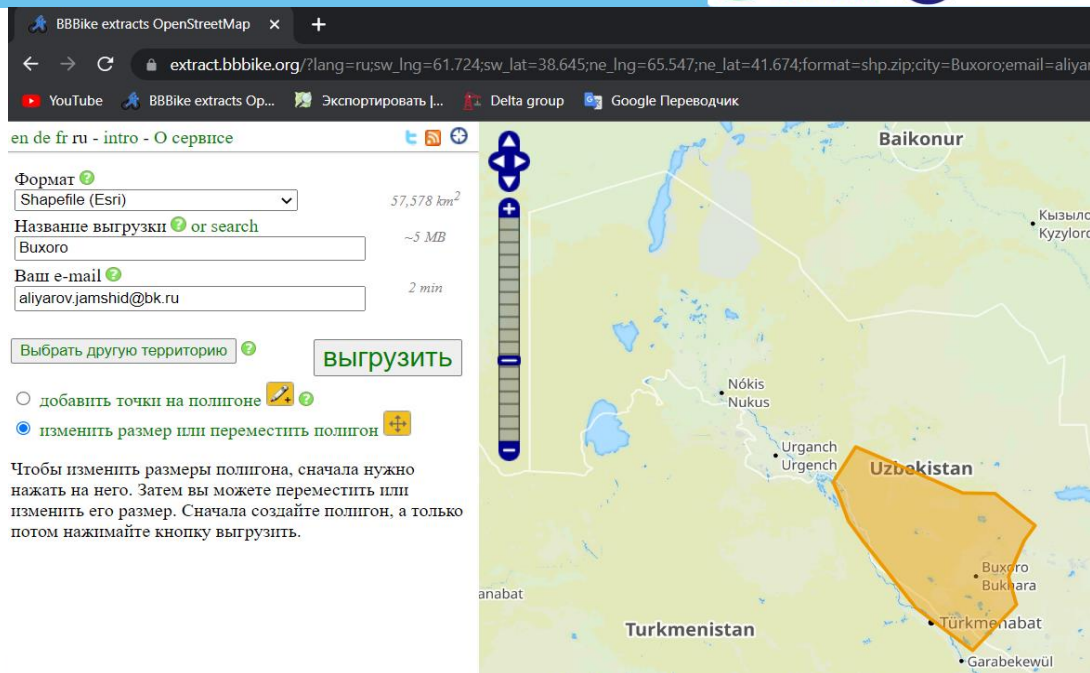 BBBike extracts OpenStreetMap
extract.bbbike.org/?lang=ru;sw_lng=61.724;sw_lat=38.645;ne_lng=65.547;ne_lat=41.674;format=shp.zip;city=Buxoro;email=aliyar
YouTube BBBike extracts Op... Экспортировать |... Delta group Google Переводчик
en de fr ru - intro - О сервисе
Формат
Shapefile (Esri) 57,578 km2
Название выгрузки or search
Buxoro ~5 MB
Ваш e-mail
aliyarov.jamshid@bk.ru 2 min
Выбрать другую территорию выгрузить
добавить точки на полигоне
изменить размер или переместить полигон
Чтобы изменить размеры полигона, сначала нужно
нажать на него. Затем вы можете переместить или
изменить его размер. Сначала создайте полигон, а только
потом нажимайте кнопку выгрузить.
Baikonur
Кызыло
Kyzylor
Nókis
Nukus
Urganch
Urgench
Uzbekistan
Buxoro
Bukhara
anabat
Turkmenistan
Türkmenabat
Garabekewül